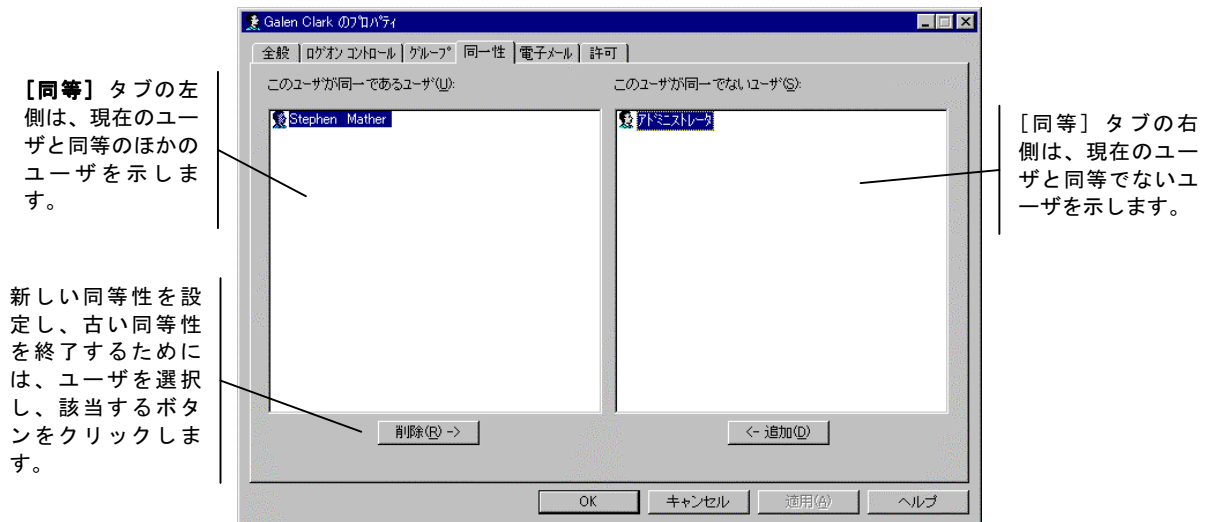 Galen Clark のプロパティ
全般 ログオン コントロール グループ 同一性 電子メール 許可
このユーザが同一であるユーザ(U):
このユーザが同一でないユーザ(S):
Stephen Mather
アドミニストレータ
削除(R) ->
<- 追加(D)
OK キャンセル 適用(A) ヘルプ
[同等] タブの左
側は、現在のユー
ザと同等のほかの
ユーザを示しま
す。
新しい同等性を設
定し、古い同等性
を終了するために
は、ユーザを選択
し、該当するボタ
ンをクリックしま
す。
[同等] タブの右
側は、現在のユー
ザと同等でないユ
ーザを示します。